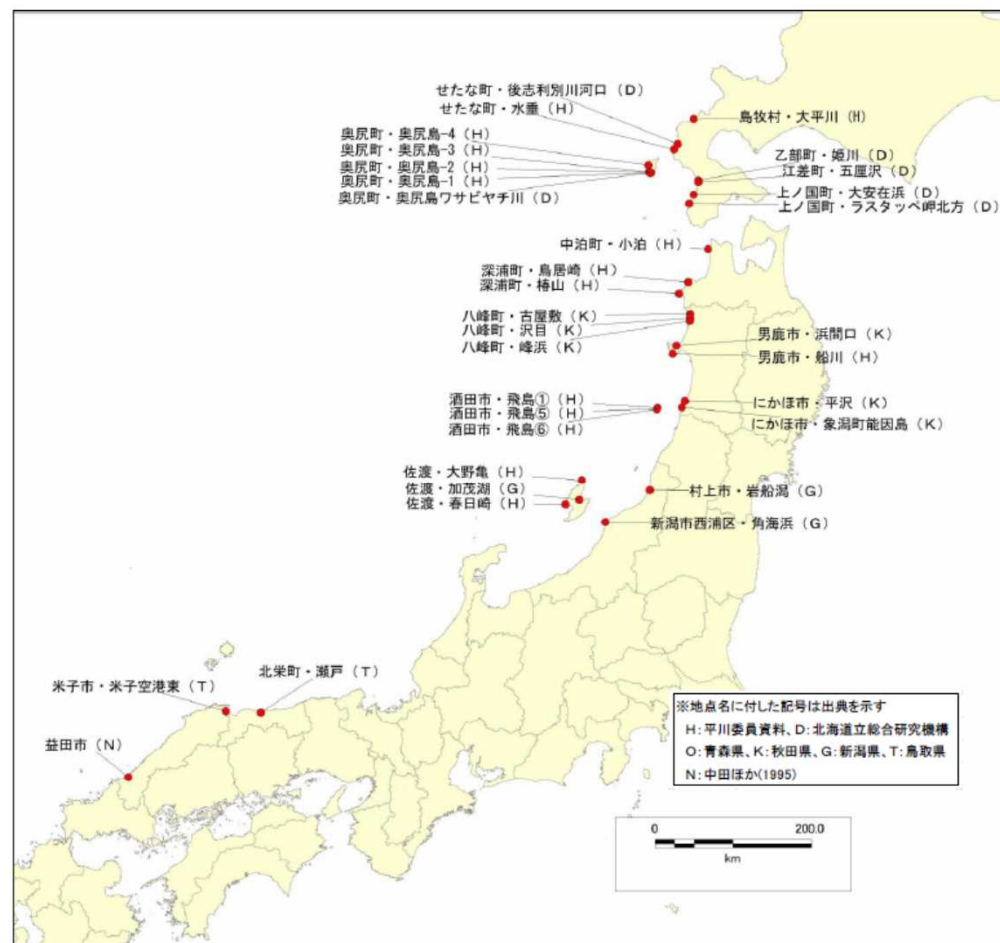 せたな町・後志利別川河口(D)
せたな町・水垂(H)
島牧村・大平川(H)
奥尻町・奥尻島-4(H)
奥尻町・奥尻島-3(H)
奥尻町・奥尻島-2(H)
奥尻町・奥尻島-1(H)
奥尻町・奥尻島ワサビヤチ川(D)
乙部町・姫川(D)
江差町・五厘沢(D)
上ノ国町・大安在浜(D)
上ノ国町・ラスタッペ岬北方(D)
中泊町・小泊(H)
深浦町・鳥居崎(H)
深浦町・椿山(H)
八峰町・古屋敷(K)
八峰町・沢目(K)
八峰町・峰浜(K)
男鹿市・浜間口(K)
男鹿市・船川(H)
酒田市・飛島①(H)
酒田市・飛島⑤(H)
酒田市・飛島⑥(H)
にかほ市・平沢(K)
にかほ市・象潟町能因島(K)
佐渡・大野亀(H)
佐渡・加茂湖(G)
佐渡・春日崎(H)
村上市・岩船潟(G)
新潟市西浦区・角海浜(G)
北栄町・瀬戸(T)
米子市・米子空港東(T)
益田市(N)
※地点名に付した記号は出典を示す
H:平川委員資料、D:北海道立総合研究機構
O:青森県、K:秋田県、G:新潟県、T:鳥取県
N:中田ほか(1995)
0 200.0
km